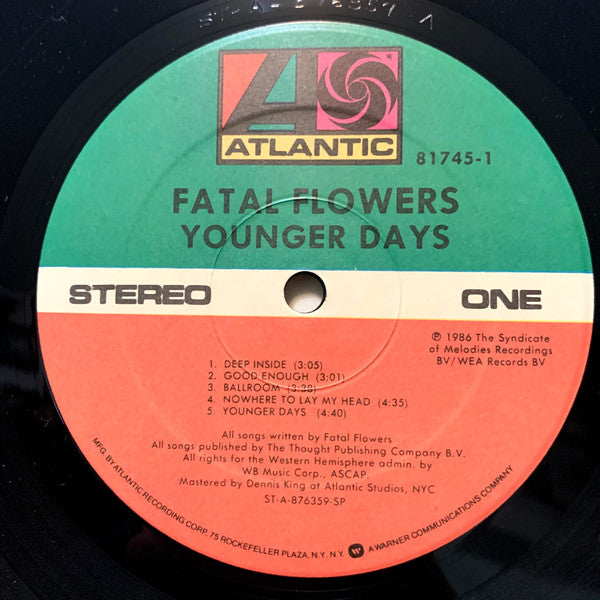 ST-A-876359 A
ATLANTIC
81745-1
FATAL FLOWERS
YOUNGER DAYS
STEREO
ONE
℗ 1986 The Syndicate
of Melodies Recordings
BV/WEA Records BV
1. DEEP INSIDE (3:05)
2. GOOD ENOUGH (3:01)
3. BALLROOM (3:38)
4. NOWHERE TO LAY MY HEAD (4:35)
5. YOUNGER DAYS (4:40)
All songs written by Fatal Flowers
All songs published by The Thought Publishing Company B.V.
All rights for the Western Hemisphere admin. by
WB Music Corp., ASCAP
Mastered by Dennis King at Atlantic Studios, NYC
ST-A-876359-SP
MFG. BY ATLANTIC RECORDING CORP. 75 ROCKEFELLER PLAZA, N.Y. N.Y. A WARNER COMMUNICATIONS COMPANY